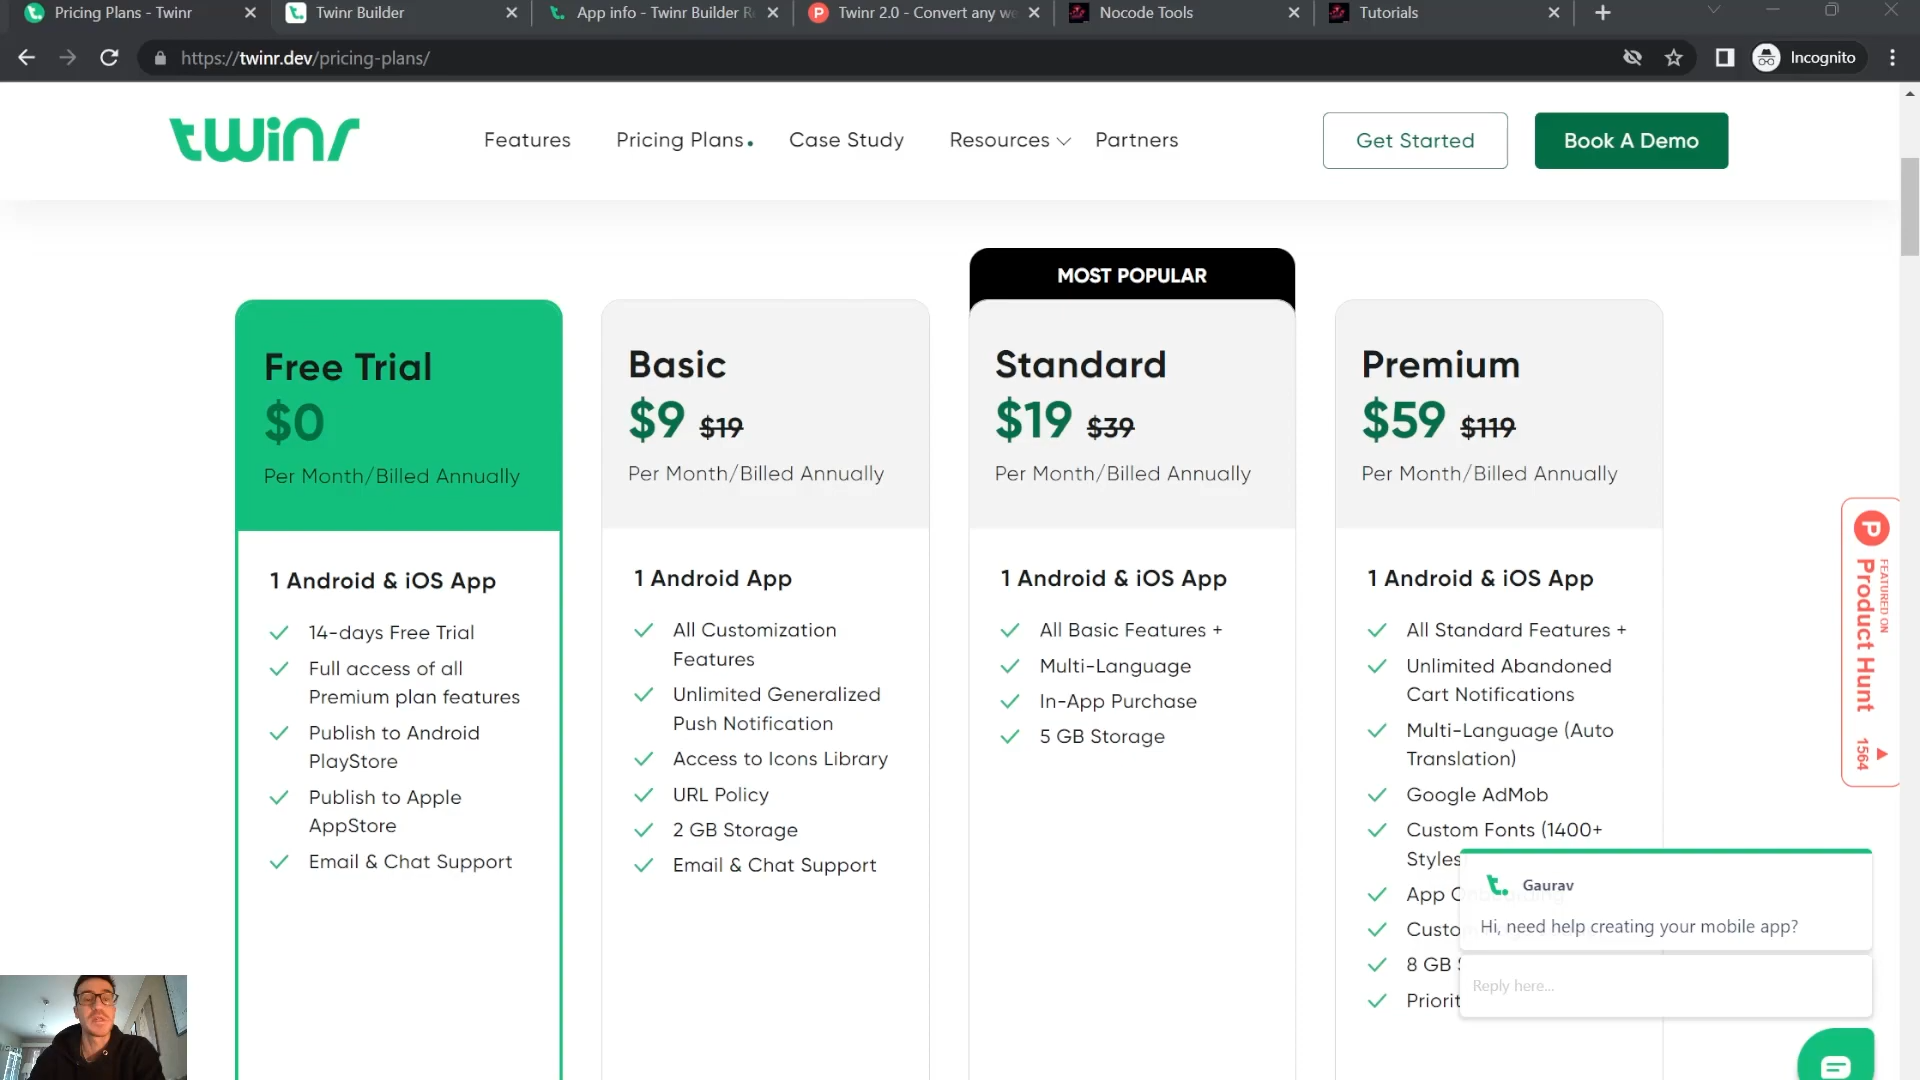 Pricing Plans - Twinr
Twinr Builder
App info - Twinr Builder
Twinr 2.0 - Convert any
Nocode Tools
Tutorials
https://twinr.dev/pricing-plans/
Incognito
twinr
Features
Pricing Plans
Case Study
Resources
Partners
Get Started
Book A Demo
Free Trial
$0
Per Month/Billed Annually
1 Android & iOS App
14-days Free Trial
Full access of all
Premium plan features
Publish to Android
PlayStore
Publish to Apple
AppStore
Email & Chat Support
Basic
$9 $19
Per Month/Billed Annually
1 Android App
All Customization
Features
Unlimited Generalized
Push Notification
Access to Icons Library
URL Policy
2 GB Storage
Email & Chat Support
MOST POPULAR
Standard
$19 $39
Per Month/Billed Annually
1 Android & iOS App
All Basic Features +
Multi-Language
In-App Purchase
5 GB Storage
Premium
$59 $119
Per Month/Billed Annually
1 Android & iOS App
All Standard Features +
Unlimited Abandoned
Cart Notifications
Multi-Language (Auto
Translation)
Google AdMob
Custom Fonts (1400+
Styles
App
8 GB
FEATURED ON
Product Hunt
1564
Gaurav
Hi, need help creating your mobile app?
Reply here...